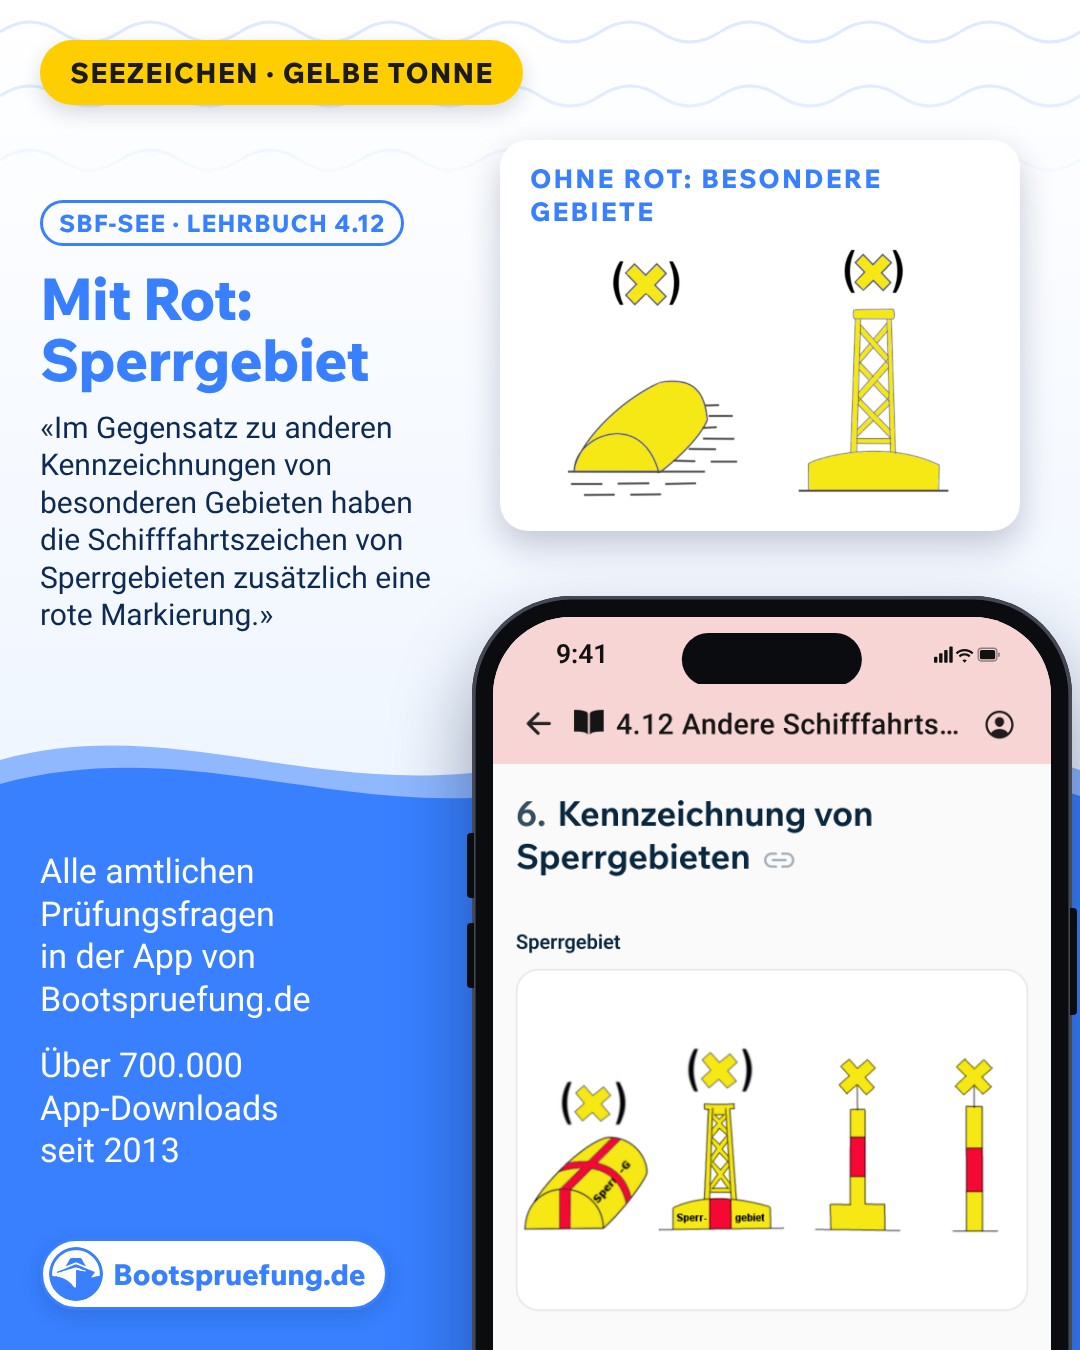 SEEZEICHEN · GELBE TONNE
SBF-SEE · LEHRBUCH 4.12
Mit Rot:
Sperrgebiet
«Im Gegensatz zu anderen
Kennzeichnungen von
besonderen Gebieten haben
die Schifffahrtszeichen von
Sperrgebieten zusätzlich eine
rote Markierung.»
OHNE ROT: BESONDERE
GEBIETE
9:41
4.12 Andere Schifffahrts...
6. Kennzeichnung von
Sperrgebieten
Sperrgebiet
Sperr-G
Sperr- gebiet
Alle amtlichen
Prüfungsfragen
in der App von
Bootspruefung.de
Über 700.000
App-Downloads
seit 2013
Bootspruefung.de